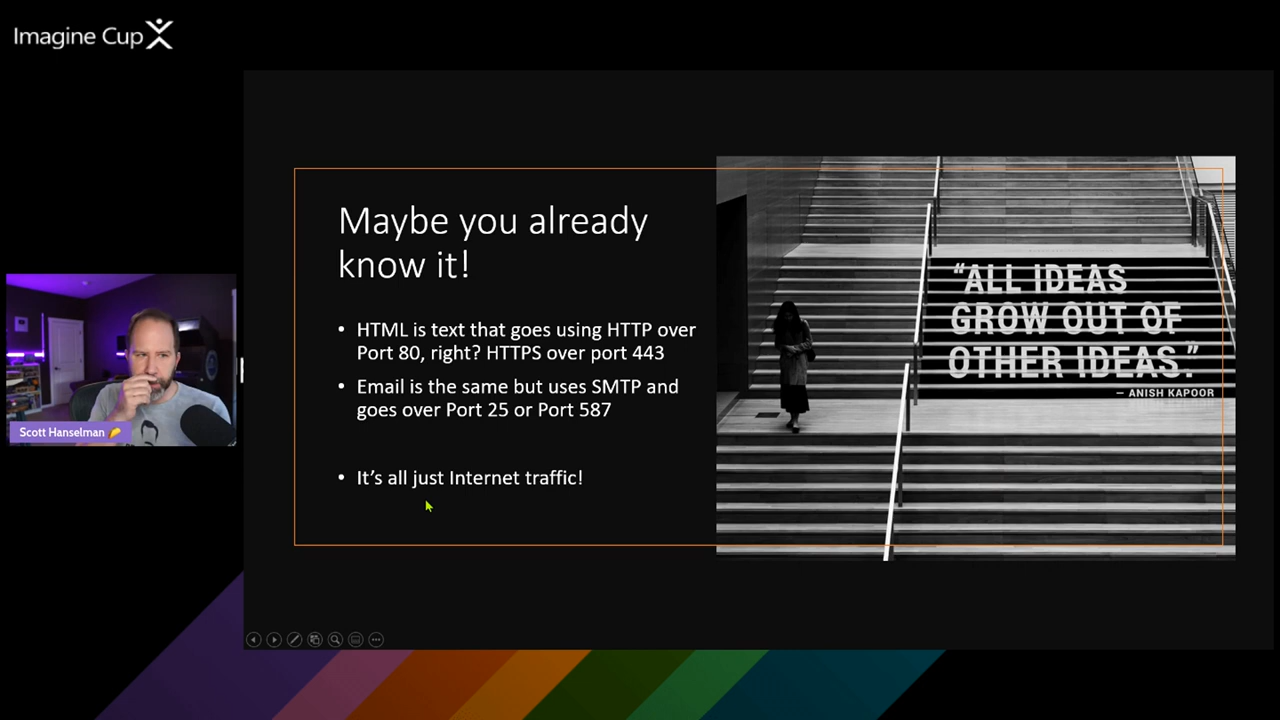 Imagine Cup
Maybe you already
know it!
• HTML is text that goes using HTTP over
Port 80, right? HTTPS over port 443
• Email is the same but uses SMTP and
goes over Port 25 or Port 587
• It’s all just Internet traffic!
“ALL IDEAS
GROW OUT OF
OTHER IDEAS.”
— ANISH KAPOOR
Scott Hanselman